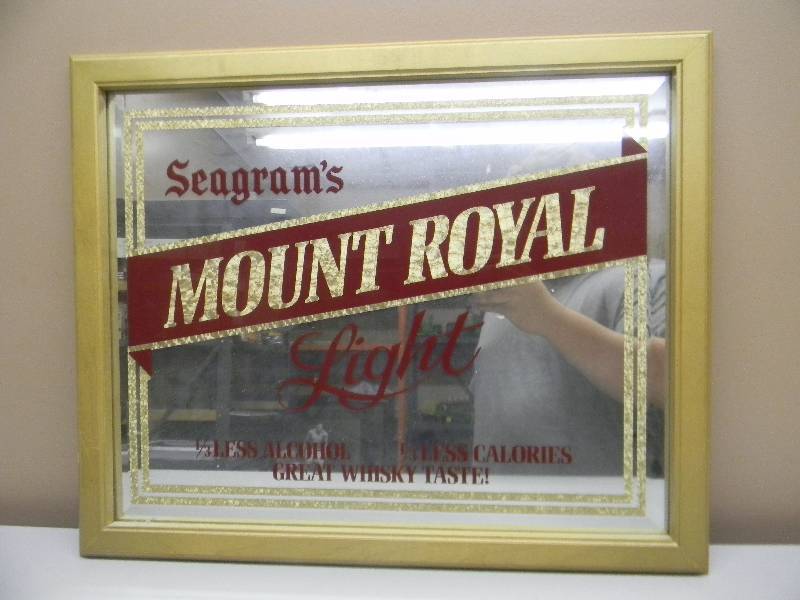 Seagram's
MOUNT ROYAL
Light
1/3 LESS ALCOHOL 1/3 LESS CALORIES
GREAT WHISKY TASTE!